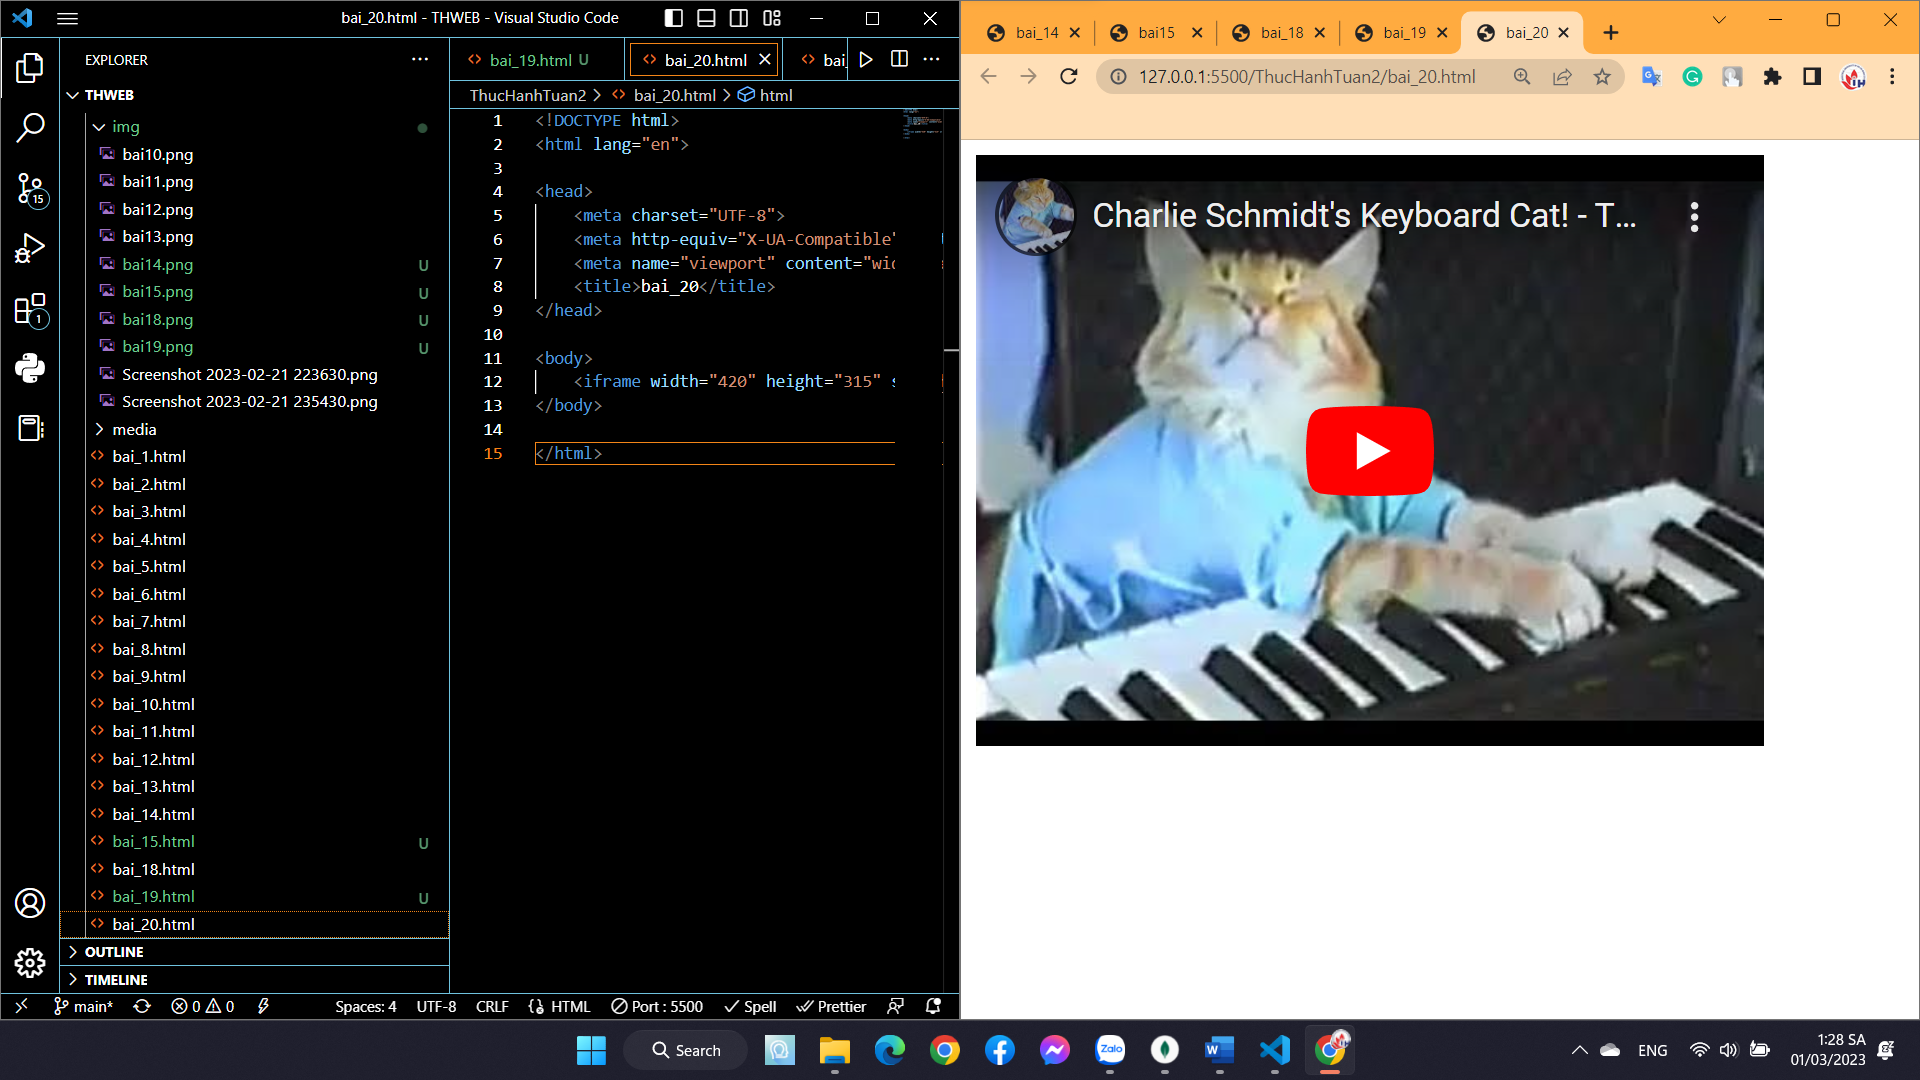 bai_20.html - THWEB - Visual Studio Code
EXPLORER
THWEB
img
bai10.png
bai11.png
bai12.png
bai13.png
bai14.png U
bai15.png U
bai18.png U
bai19.png U
Screenshot 2023-02-21 223630.png
Screenshot 2023-02-21 235430.png
media
bai_1.html
bai_2.html
bai_3.html
bai_4.html
bai_5.html
bai_6.html
bai_7.html
bai_8.html
bai_9.html
bai_10.html
bai_11.html
bai_12.html
bai_13.html
bai_14.html
bai_15.html U
bai_18.html
bai_19.html U
bai_20.html
OUTLINE
TIMELINE
15
1
bai_19.html U bai_20.html bai
ThucHanhTuan2 > bai_20.html > html
1 <!DOCTYPE html>
2 <html lang="en">
3
4 <head>
5 <meta charset="UTF-8">
6 <meta http-equiv="X-UA-Compatible"
7 <meta name="viewport" content="wid
8 <title>bai_20</title>
9 </head>
10
11 <body>
12 <iframe width="420" height="315" s
13 </body>
14
15 </html>
main* 0 0 Spaces: 4 UTF-8 CRLF HTML Port : 5500 Spell Prettier
bai_14 bai15 bai_18 bai_19 bai_20
127.0.0.1:5500/ThucHanhTuan2/bai_20.html
Charlie Schmidt's Keyboard Cat! - T...
Search
Zalo
ENG
1:28 SA
01/03/2023